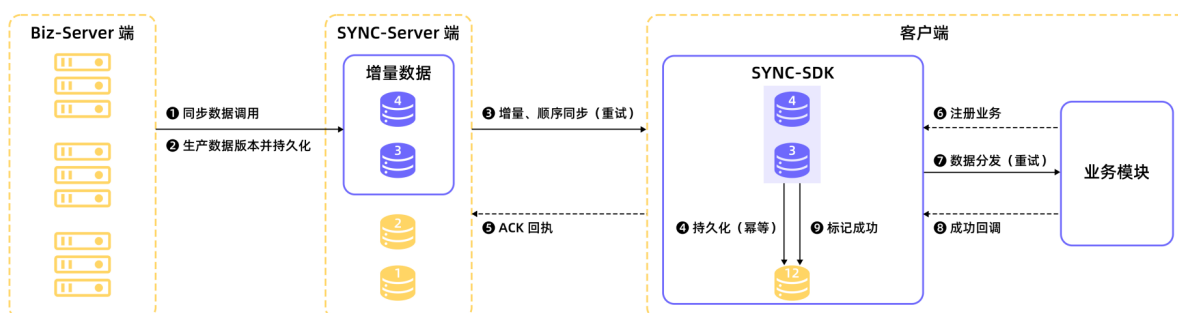 Biz-Server 端
SYNC-Server 端
增量数据
4
3
2
1
❶ 同步数据调用
❷ 生产数据版本并持久化
❸ 增量、顺序同步（重试）
❺ ACK 回执
客户端
SYNC-SDK
4
3
❹ 持久化（幂等）
❾ 标记成功
12
❻ 注册业务
❼ 数据分发（重试）
❽ 成功回调
业务模块